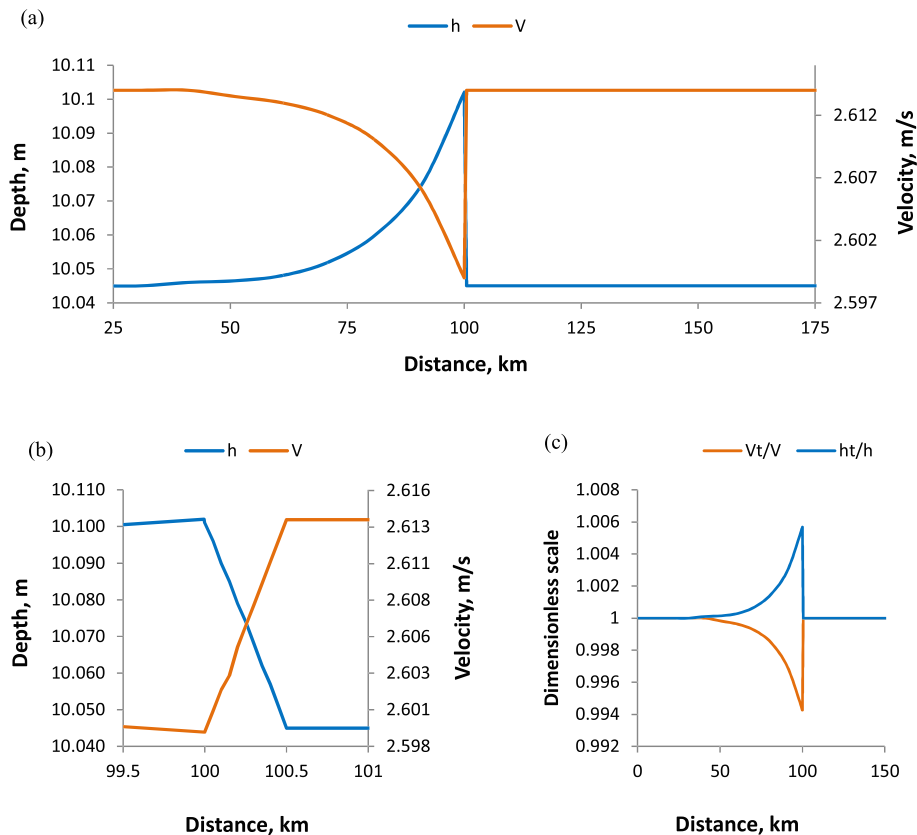 (a)
h V
10.11
10.1
10.09
10.08
10.07
10.06
10.05
10.04
Depth, m
2.612
2.607
2.602
2.597
Velocity, m/s
25 50 75 100 125 150 175
Distance, km
(b)
h V
10.110
10.100
10.090
10.080
10.070
10.060
10.050
10.040
Depth, m
2.616
2.613
2.611
2.608
2.606
2.603
2.601
2.598
Velocity, m/s
99.5 100 100.5 101
Distance, km
(c)
Vt/V ht/h
1.008
1.006
1.004
1.002
1
0.998
0.996
0.994
0.992
Dimensionless scale
0 50 100 150
Distance, km